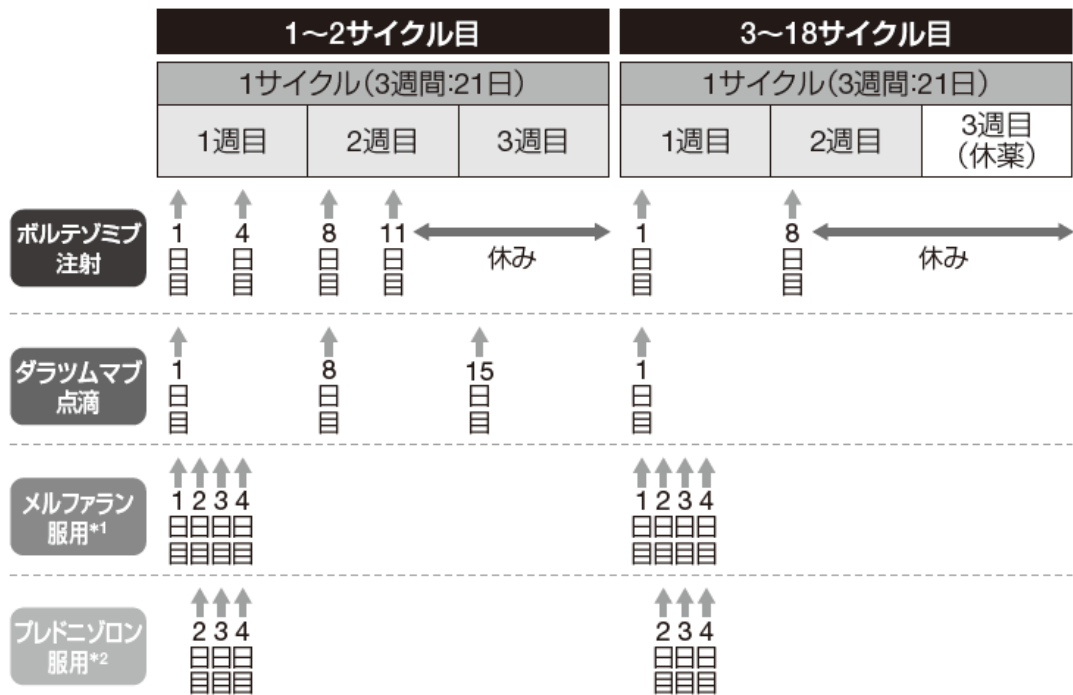 1〜2サイクル目
3〜18サイクル目
1サイクル（3週間:21日）
1サイクル（3週間:21日）
1週目
2週目
3週目
1週目
2週目
3週目
（休薬）
ボルテゾミブ
注射
1日目
4日目
8日目
11日目
休み
1日目
8日目
休み
ダラツムマブ
点滴
1日目
8日目
15日目
1日目
メルファラン
服用*1
1日目
2日目
3日目
4日目
1日目
2日目
3日目
4日目
プレドニゾロン
服用*2
2日目
3日目
4日目
2日目
3日目
4日目